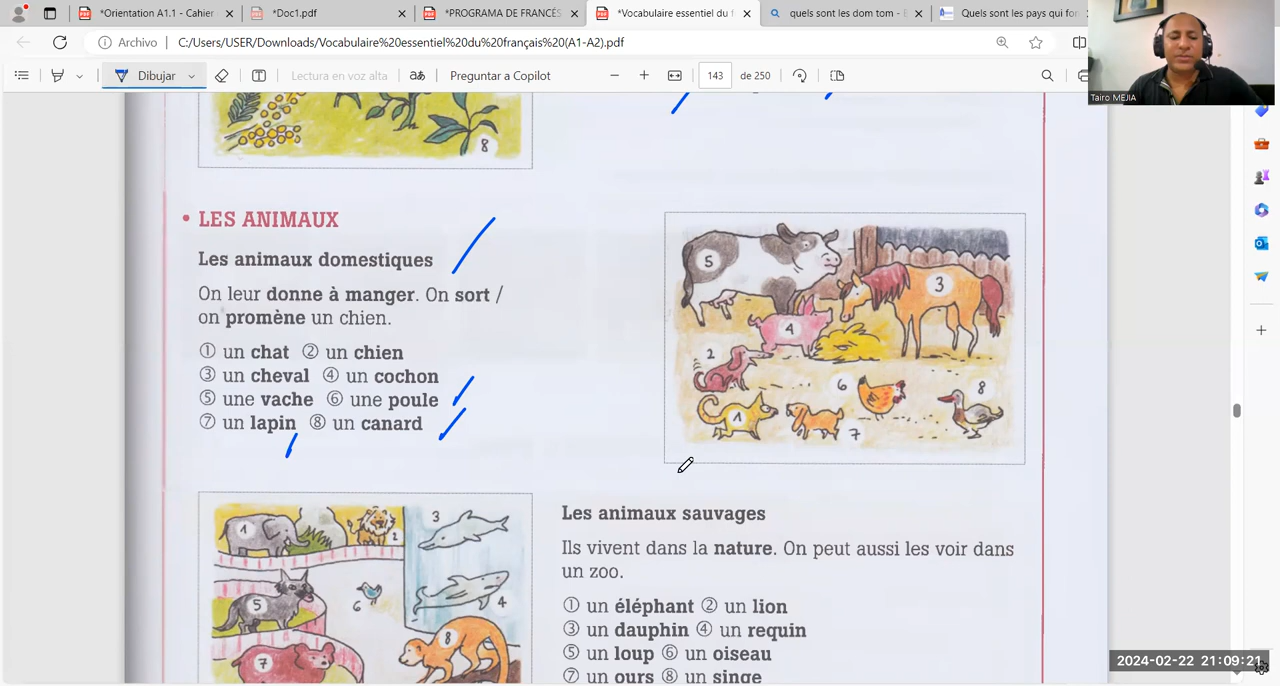 *Orientation A1.1 - Cahier
*Doc1.pdf
*PROGRAMA DE FRANCÉS
*Vocabulaire essentiel du f
quels sont les dom tom -
Quels sont les pays qui fon
Archivo
C:/Users/USER/Downloads/Vocabulaire%20essentiel%20du%20français%20(A1-A2).pdf
Dibujar
Lectura en voz alta
aあ
Preguntar a Copilot
143
de 250
Tairo MEJIA
8
• LES ANIMAUX
Les animaux domestiques
On leur donne à manger. On sort /
on promène un chien.
① un chat ② un chien
③ un cheval ④ un cochon
⑤ une vache ⑥ une poule
⑦ un lapin ⑧ un canard
5
3
4
2
6
8
1
7
Les animaux sauvages
Ils vivent dans la nature. On peut aussi les voir dans
un zoo.
① un éléphant ② un lion
③ un dauphin ④ un requin
⑤ un loup ⑥ un oiseau
⑦ un ours ⑧ un singe
1
2
3
5
6
4
8
7
2024-02-22 21:09:21